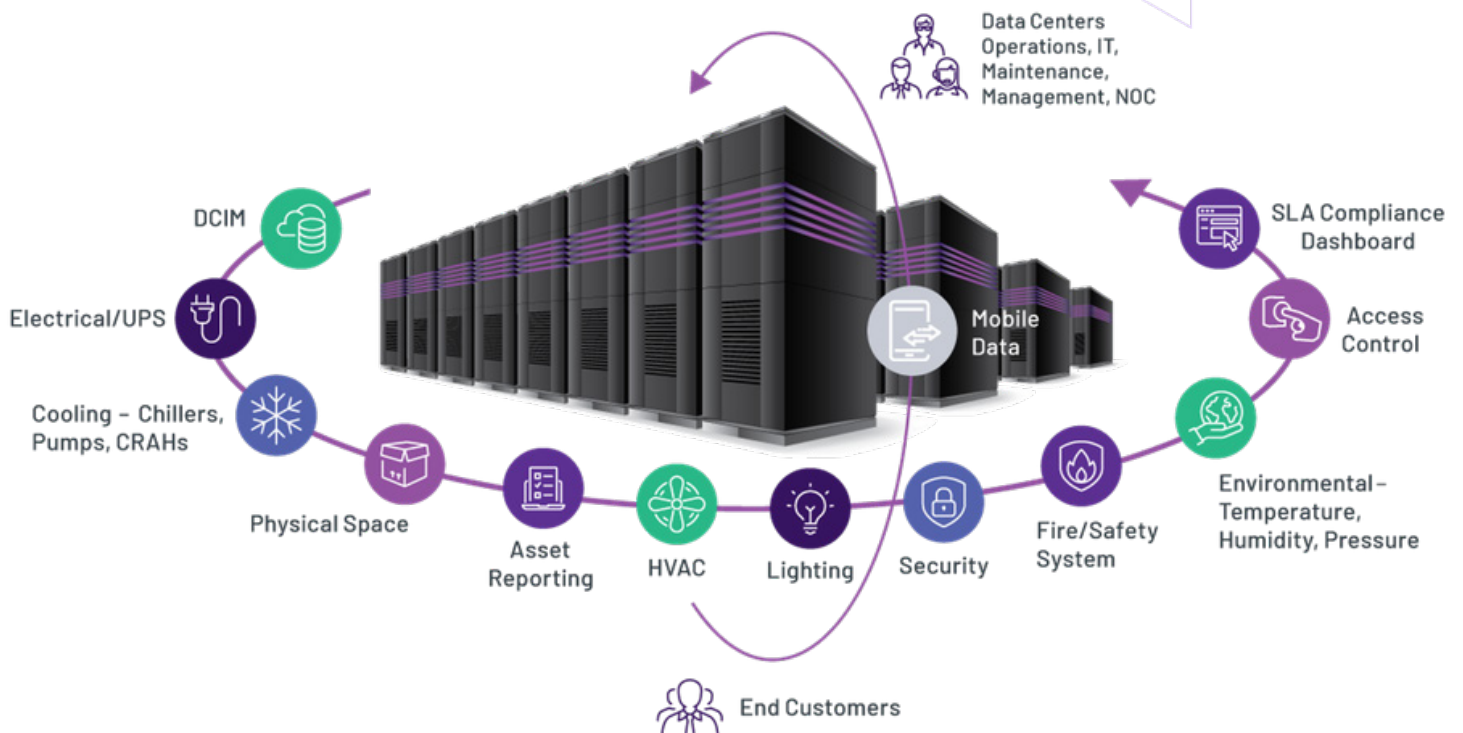 Data Centers
Operations, IT,
Maintenance,
Management, NOC
DCIM
SLA Compliance
Dashboard
Electrical/UPS
Mobile
Data
Access
Control
Cooling – Chillers,
Pumps, CRAHs
Physical Space
Asset
Reporting
HVAC
Lighting
Security
Fire/Safety
System
Environmental–
Temperature,
Humidity, Pressure
End Customers